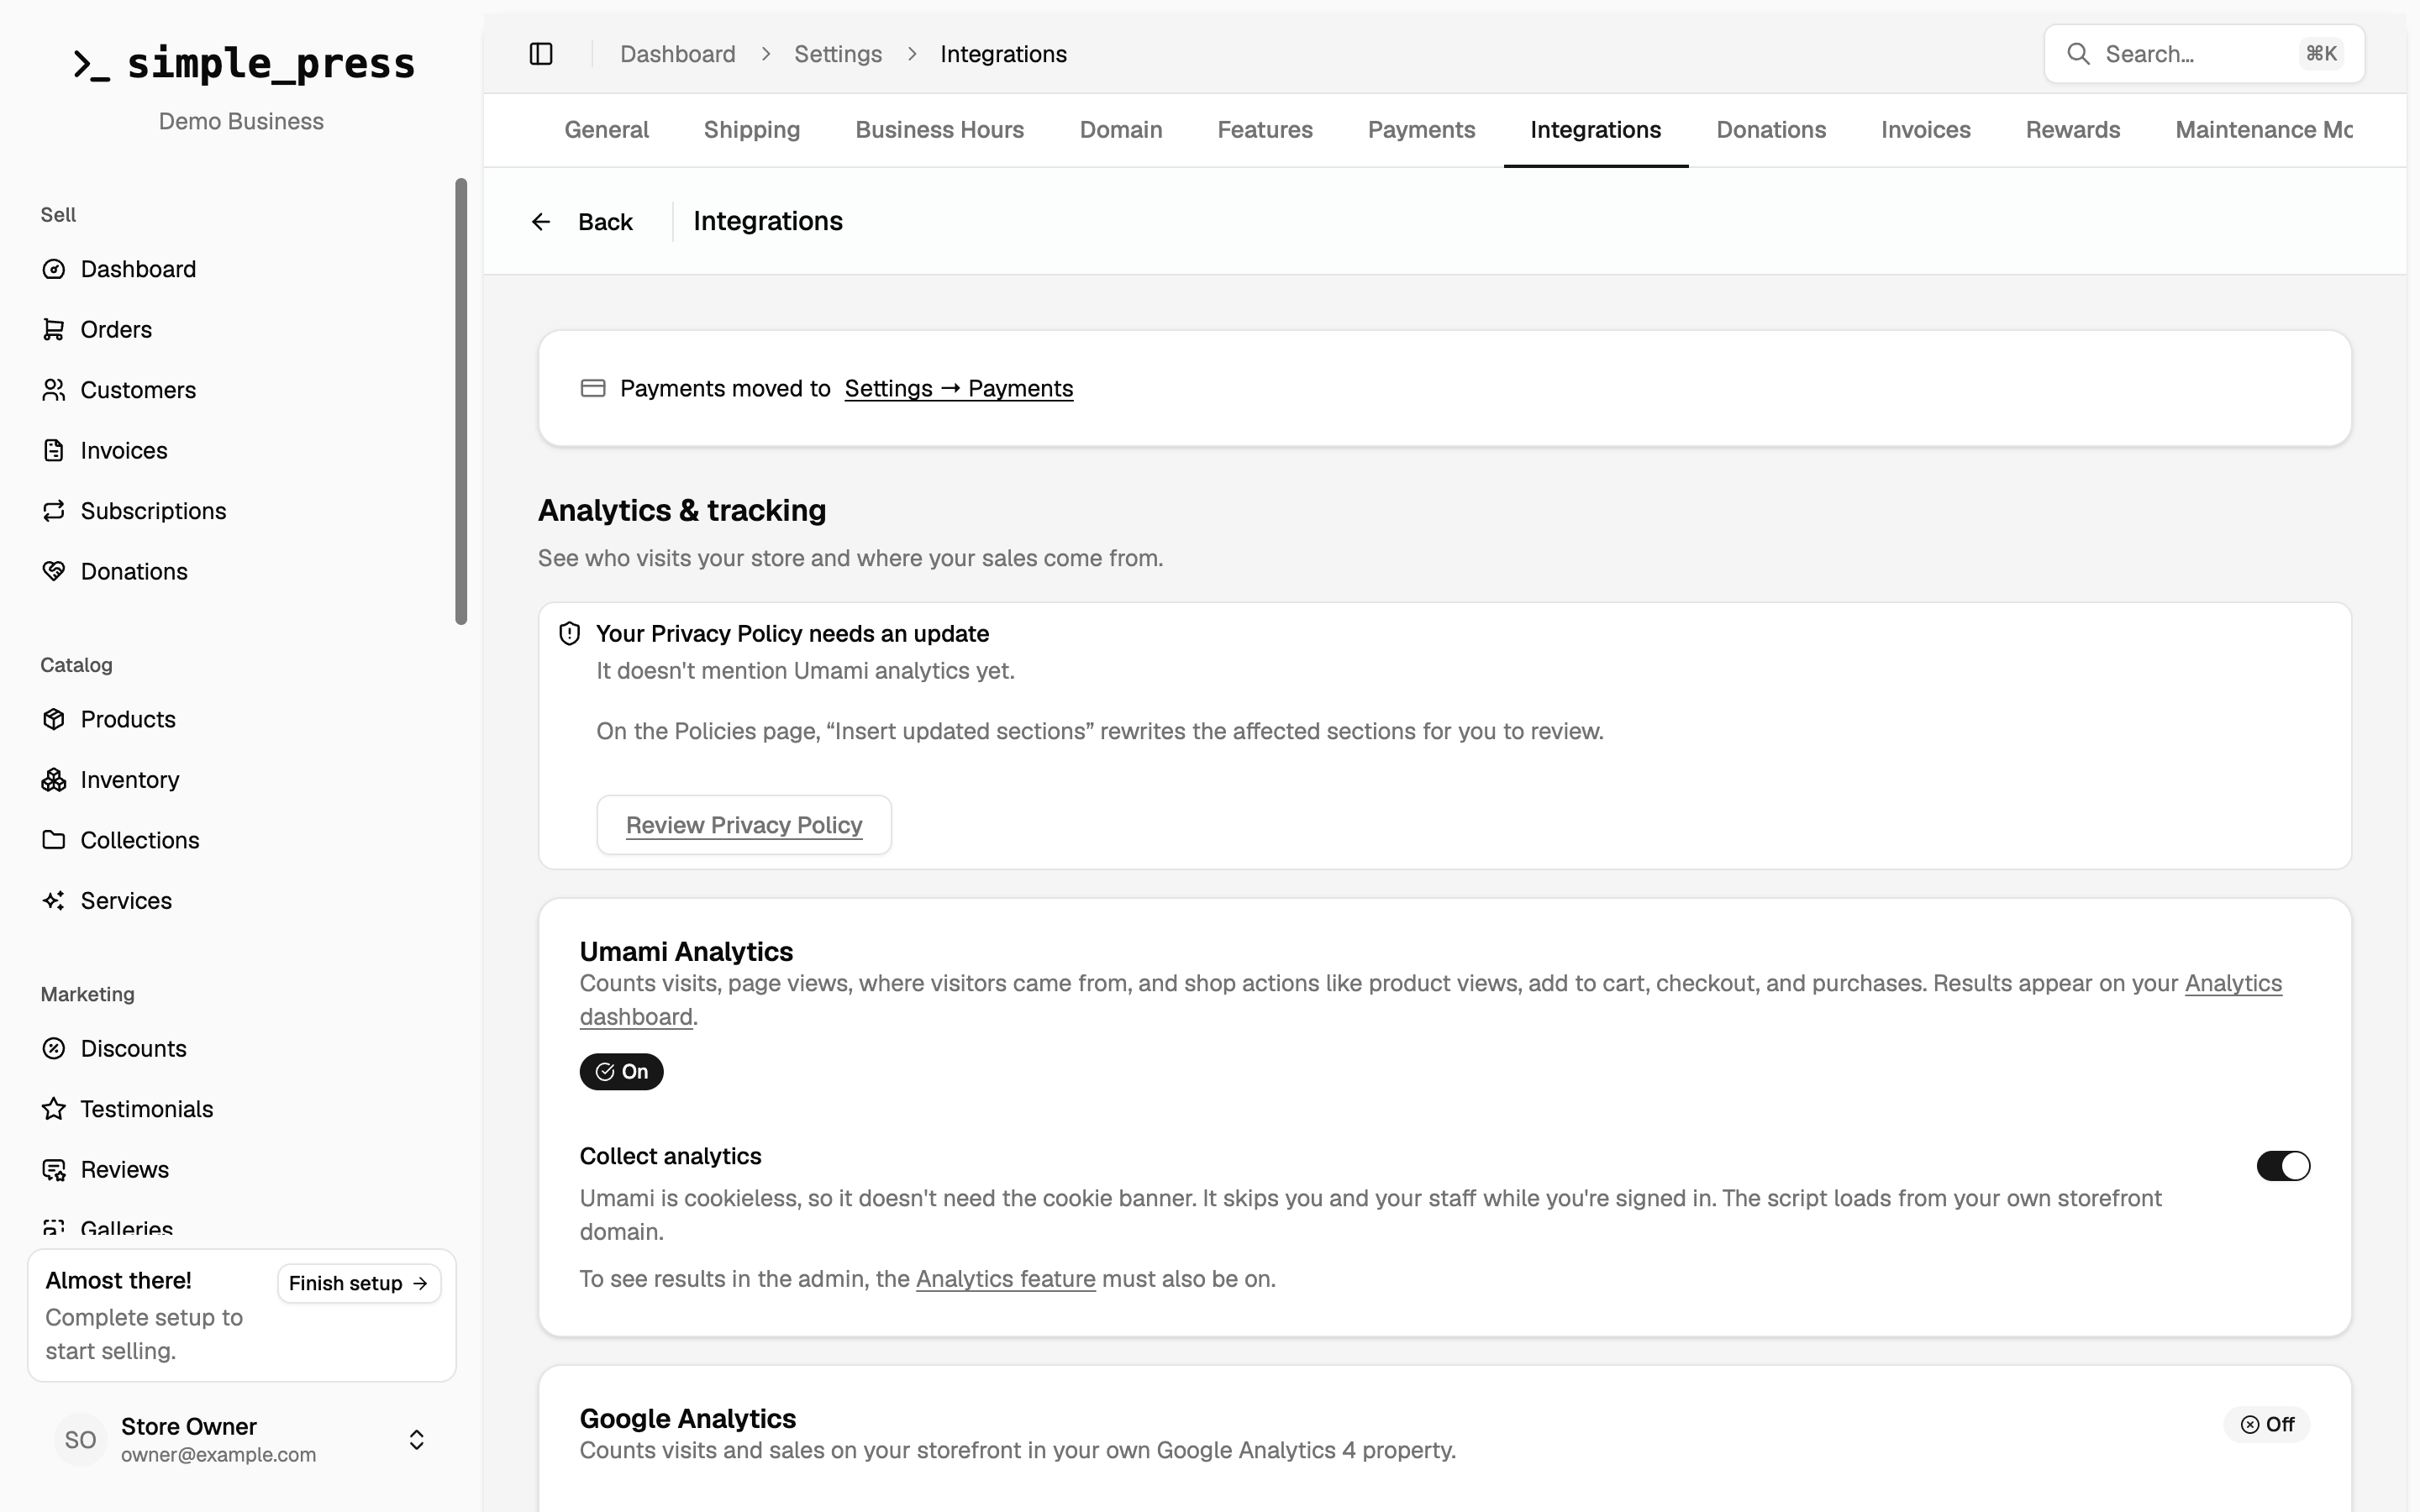 >_ simple_press
Demo Business
Sell
Dashboard
Orders
Customers
Invoices
Subscriptions
Donations
Catalog
Products
Inventory
Collections
Services
Marketing
Discounts
Testimonials
Reviews
Galleries
Almost there!
Finish setup →
Complete setup to
start selling.
SO
Store Owner
owner@example.com
Dashboard > Settings > Integrations
Search... ⌘K
General Shipping Business Hours Domain Features Payments Integrations Donations Invoices Rewards Maintenance Mo
← Back Integrations
Payments moved to Settings → Payments
Analytics & tracking
See who visits your store and where your sales come from.
Your Privacy Policy needs an update
It doesn't mention Umami analytics yet.
On the Policies page, “Insert updated sections” rewrites the affected sections for you to review.
Review Privacy Policy
Umami Analytics
Counts visits, page views, where visitors came from, and shop actions like product views, add to cart, checkout, and purchases. Results appear on your Analytics
dashboard.
On
Collect analytics
Umami is cookieless, so it doesn't need the cookie banner. It skips you and your staff while you're signed in. The script loads from your own storefront
domain.
To see results in the admin, the Analytics feature must also be on.
Google Analytics
Off
Counts visits and sales on your storefront in your own Google Analytics 4 property.